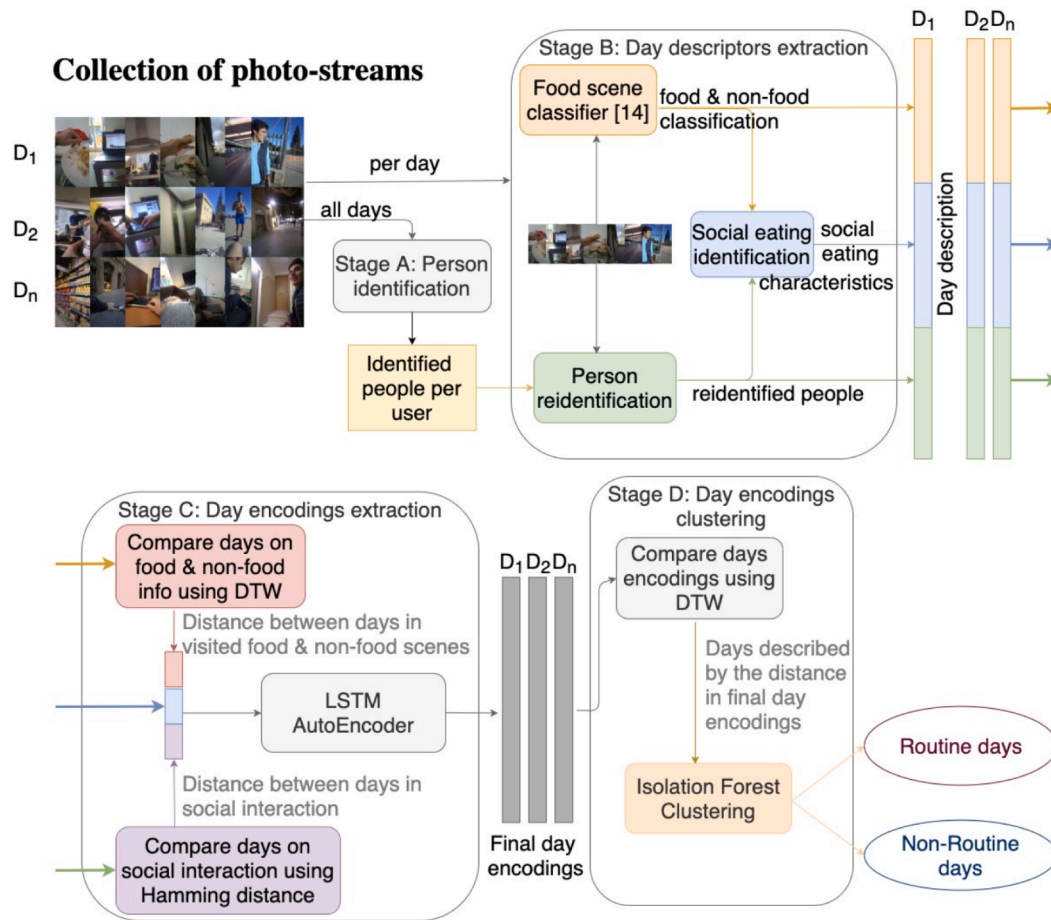 Collection of photo-streams
D1
D2
Dn
per day
all days
Stage A: Person
identification
Identified
people per
user
Stage B: Day descriptors extraction
Food scene
classifier [14]
food & non-food
classification
Social eating
identification
social
eating
characteristics
Person
reidentification
reidentified people
D1
D2
Dn
Day description
Stage C: Day encodings extraction
Compare days on
food & non-food
info using DTW
Distance between days in
visited food & non-food scenes
LSTM
AutoEncoder
Distance between days in
social interaction
Compare days on
social interaction using
Hamming distance
D1
D2
Dn
Final day
encodings
Stage D: Day encodings
clustering
Compare days
encodings using
DTW
Days described
by the distance
in final day
encodings
Isolation Forest
Clustering
Routine days
Non-Routine
days